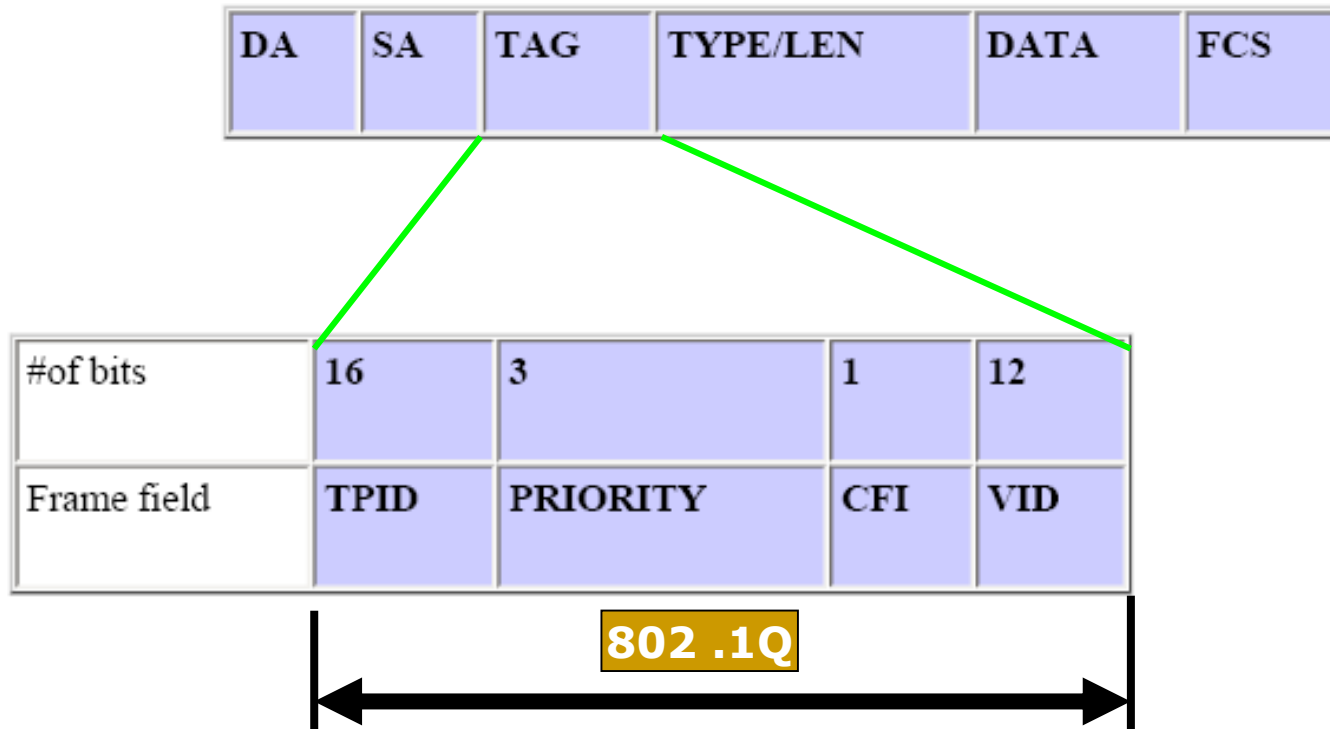 DA SA TAG TYPE/LEN DATA FCS
#of bits 16 3 1 12
Frame field TPID PRIORITY CFI VID
802 .1Q